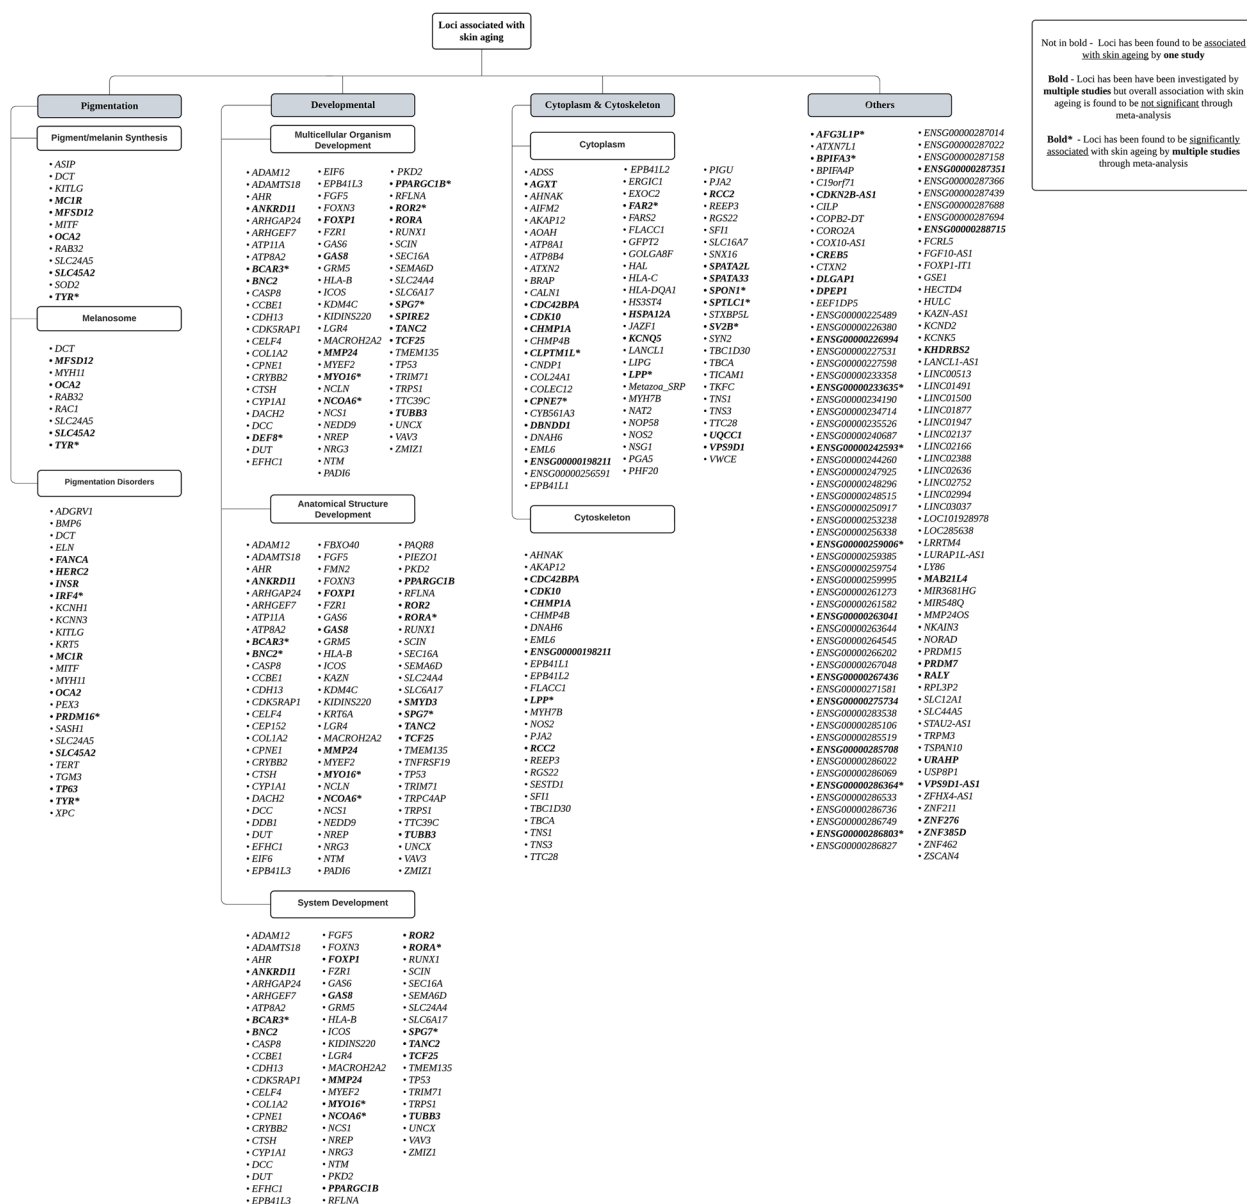 Loci associated with
skin aging
Not in bold - Loci has been found to be associated
with skin ageing by one study
Bold - Loci has been have been investigated by
multiple studies but overall association with skin
ageing is found to be not significant through
meta-analysis
Bold* - Loci has been found to be significantly
associated with skin ageing by multiple studies
through meta-analysis
Pigmentation
Pigment/melanin Synthesis
• ASIP
• DCT
• KITLG
• MC1R
• MFSD12
• MITF
• OCA2
• RAB32
• SLC24A5
• SLC45A2
• SOD2
• TYR*
Melanosome
• DCT
• MFSD12
• MYH11
• OCA2
• RAB32
• RAC1
• SLC24A5
• SLC45A2
• TYR*
Pigmentation Disorders
• ADGRV1
• BMP6
• DCT
• ELN
• FANCA
• HERC2
• INSR
• IRF4*
• KCNH1
• KCNN3
• KITLG
• KRT5
• MC1R
• MITF
• MYH11
• OCA2
• PEX3
• PRDM16*
• SASH1
• SLC24A5
• SLC45A2
• TERT
• TGM3
• TP63
• TYR*
• XPC
Developmental
Multicellular Organism
Development
• ADAM12
• ADAMTS18
• AHR
• ANKRD11
• ARHGAP24
• ARHGEF7
• ATP11A
• ATP8A2
• BCAR3*
• BNC2
• CASP8
• CCBE1
• CDH13
• CDK5RAP1
• CELF4
• COL1A2
• CPNE1
• CRYBB2
• CTSH
• CYP1A1
• DACH2
• DCC
• DEF8*
• DUT
• EFHC1
• EIF6
• EPB41L3
• FGF5
• FOXN3
• FOXP1
• FZR1
• GAS6
• GAS8
• GRM5
• HLA-B
• ICOS
• KDM4C
• KIDINS220
• LGR4
• MACROH2A2
• MMP24
• MYEF2
• MYO16*
• NCLN
• NCOA6*
• NCS1
• NEDD9
• NREP
• NRG3
• NTM
• PADI6
• PKD2
• PPARGC1B*
• RFLNA
• ROR2*
• RORA
• RUNX1
• SCIN
• SEC16A
• SEMA6D
• SLC24A4
• SLC6A17
• SPG7*
• SPIRE2
• TANC2
• TCF25
• TMEM135
• TP53
• TRIM71
• TRPS1
• TTC39C
• TUBB3
• UNCX
• VAV3
• ZMIZ1
Anatomical Structure
Development
• ADAM12
• ADAMTS18
• AHR
• ANKRD11
• ARHGAP24
• ARHGEF7
• ATP11A
• ATP8A2
• BCAR3*
• BNC2*
• CASP8
• CCBE1
• CDH13
• CDK5RAP1
• CELF4
• CEP152
• COL1A2
• CPNE1
• CRYBB2
• CTSH
• CYP1A1
• DACH2
• DCC
• DDB1
• DUT
• EFHC1
• EIF6
• EPB41L3
• FBXO40
• FGF5
• FMN2
• FOXN3
• FOXP1
• FZR1
• GAS6
• GAS8
• GRM5
• HLA-B
• ICOS
• KAZN
• KDM4C
• KIDINS220
• KRT6A
• LGR4
• MACROH2A2
• MMP24
• MYEF2
• MYO16*
• NCLN
• NCOA6*
• NCS1
• NEDD9
• NREP
• NRG3
• NTM
• PADI6
• PAQR8
• PIEZO1
• PKD2
• PPARGC1B
• RFLNA
• ROR2
• RORA*
• RUNX1
• SCIN
• SEC16A
• SEMA6D
• SLC24A4
• SLC6A17
• SMYD3
• SPG7*
• TANC2
• TCF25
• TMEM135
• TNFRSF19
• TP53
• TRIM71
• TRPC4AP
• TRPS1
• TTC39C
• TUBB3
• UNCX
• VAV3
• ZMIZ1
System Development
• ADAM12
• ADAMTS18
• AHR
• ANKRD11
• ARHGAP24
• ARHGEF7
• ATP8A2
• BCAR3*
• BNC2
• CASP8
• CCBE1
• CDH13
• CDK5RAP1
• CELF4
• COL1A2
• CPNE1
• CRYBB2
• CTSH
• CYP1A1
• DCC
• DUT
• EFHC1
• EPB41L3
• FGF5
• FOXN3
• FOXP1
• FZR1
• GAS6
• GAS8
• GRM5
• HLA-B
• ICOS
• KIDINS220
• LGR4
• MACROH2A2
• MMP24
• MYEF2
• MYO16*
• NCOA6*
• NCS1
• NREP
• NRG3
• NTM
• PKD2
• PPARGC1B
• RFLNA
• ROR2
• RORA*
• RUNX1
• SCIN
• SEC16A
• SEMA6D
• SLC24A4
• SLC6A17
• SPG7*
• TANC2
• TCF25
• TMEM135
• TP53
• TRIM71
• TRPS1
• TUBB3
• UNCX
• VAV3
• ZMIZ1
Cytoplasm & Cytoskeleton
Cytoplasm
• ADSS
• AGXT
• AHNAK
• AIFM2
• AKAP12
• AOAH
• ATP8A1
• ATP8B4
• ATXN2
• BRAP
• CALN1
• CDC42BPA
• CDK10
• CHMP1A
• CHMP4B
• CLPTM1L*
• CNDP1
• COL24A1
• COLEC12
• CPNE7*
• CYB561A3
• DBNDD1
• DNAH6
• EML6
• ENSG00000198211
• ENSG00000256591
• EPB41L1
• EPB41L2
• ERGIC1
• EXOC2
• FAR2*
• FARS2
• FLACC1
• GFPT2
• GOLGA8F
• HAL
• HLA-C
• HLA-DQA1
• HS3ST4
• HSPA12A
• JAZF1
• KCNQ5
• LANCL1
• LIPG
• LPP*
• Metazoa_SRP
• MYH7B
• NAT2
• NOP58
• NOS2
• NSG1
• PGA5
• PHF20
• PIGU
• PJA2
• RCC2
• REEP3
• RGS22
• SFI1
• SLC16A7
• SNX16
• SPATA2L
• SPATA33
• SPON1*
• SPTLC1*
• STXBP5L
• SV2B*
• SYN2
• TBC1D30
• TBCA
• TICAM1
• TKFC
• TNS1
• TNS3
• TTC28
• UQCC1
• VPS9D1
• VWCE
Cytoskeleton
• AHNAK
• AKAP12
• CDC42BPA
• CDK10
• CHMP1A
• CHMP4B
• DNAH6
• EML6
• ENSG00000198211
• EPB41L1
• EPB41L2
• FLACC1
• LPP*
• MYH7B
• NOS2
• PJA2
• RCC2
• REEP3
• RGS22
• SESTD1
• SFI1
• TBC1D30
• TBCA
• TNS1
• TNS3
• TTC28
Others
• AFG3L1P*
• ATXN7L1
• BPIFA3*
• BPIFA4P
• C19orf71
• CDKN2B-AS1
• CILP
• COPB2-DT
• CORO2A
• COX10-AS1
• CREB5
• CTXN2
• DLGAP1
• DPEP1
• EEF1DP5
• ENSG00000225489
• ENSG00000226380
• ENSG00000226994
• ENSG00000227531
• ENSG00000227598
• ENSG00000233358
• ENSG00000233635*
• ENSG00000234190
• ENSG00000234714
• ENSG00000235526
• ENSG00000240687
• ENSG00000242593*
• ENSG00000244260
• ENSG00000247925
• ENSG00000248296
• ENSG00000248515
• ENSG00000250917
• ENSG00000253238
• ENSG00000256338
• ENSG00000259006*
• ENSG00000259385
• ENSG00000259754
• ENSG00000259995
• ENSG00000261273
• ENSG00000261582
• ENSG00000263041
• ENSG00000263644
• ENSG00000264545
• ENSG00000266202
• ENSG00000267048
• ENSG00000267436
• ENSG00000271581
• ENSG00000275734
• ENSG00000283538
• ENSG00000285106
• ENSG00000285519
• ENSG00000285708
• ENSG00000286022
• ENSG00000286069
• ENSG00000286364*
• ENSG00000286533
• ENSG00000286736
• ENSG00000286749
• ENSG00000286803*
• ENSG00000286827
• ENSG00000287014
• ENSG00000287022
• ENSG00000287158
• ENSG00000287351
• ENSG00000287366
• ENSG00000287439
• ENSG00000287688
• ENSG00000287694
• ENSG00000288715
• FCRL5
• FGF10-AS1
• FOXP1-IT1
• GSE1
• HECTD4
• HULC
• KAZN-AS1
• KCND2
• KCNK5
• KHDRBS2
• LANCL1-AS1
• LINC00513
• LINC01491
• LINC01500
• LINC01877
• LINC01947
• LINC02137
• LINC02166
• LINC02388
• LINC02636
• LINC02752
• LINC02994
• LINC03037
• LOC101928978
• LOC285638
• LRRTM4
• LURAP1L-AS1
• LY86
• MAB21L4
• MIR3681HG
• MIR548Q
• MMP24OS
• NKAIN3
• NORAD
• PRDM15
• PRDM7
• RALY
• RPL3P2
• SLC12A1
• SLC44A5
• STAU2-AS1
• TRPM3
• TSPAN10
• URAHP
• USP8P1
• VPS9D1-AS1
• ZFHX4-AS1
• ZNF211
• ZNF276
• ZNF385D
• ZNF462
• ZSCAN4